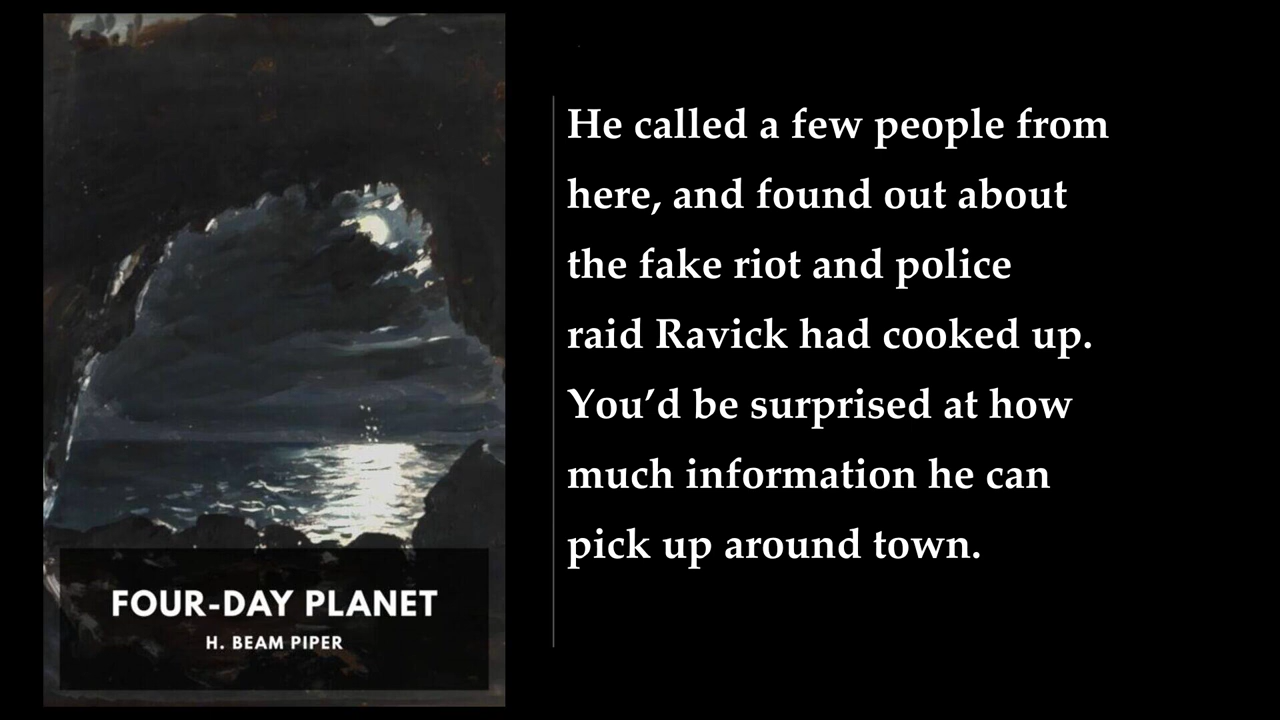 He called a few people from
here, and found out about
the fake riot and police
raid Ravick had cooked up.
You’d be surprised at how
much information he can
pick up around town.
FOUR-DAY PLANET
H. BEAM PIPER